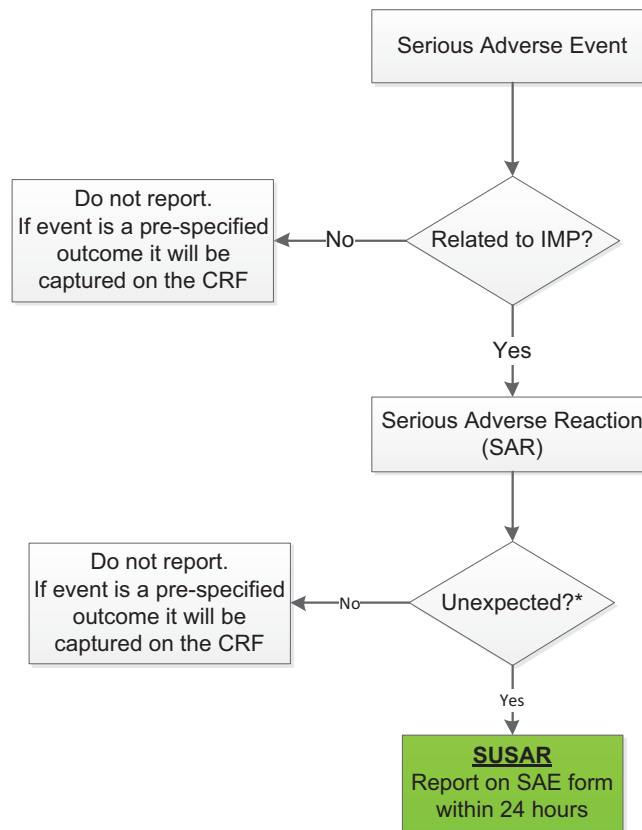 Serious Adverse Event
Related to IMP?
No
Do not report.
If event is a pre-specified
outcome it will be
captured on the CRF
Yes
Serious Adverse Reaction
(SAR)
Unexpected?*
No
Do not report.
If event is a pre-specified
outcome it will be
captured on the CRF
Yes
SUSAR
Report on SAE form
within 24 hours